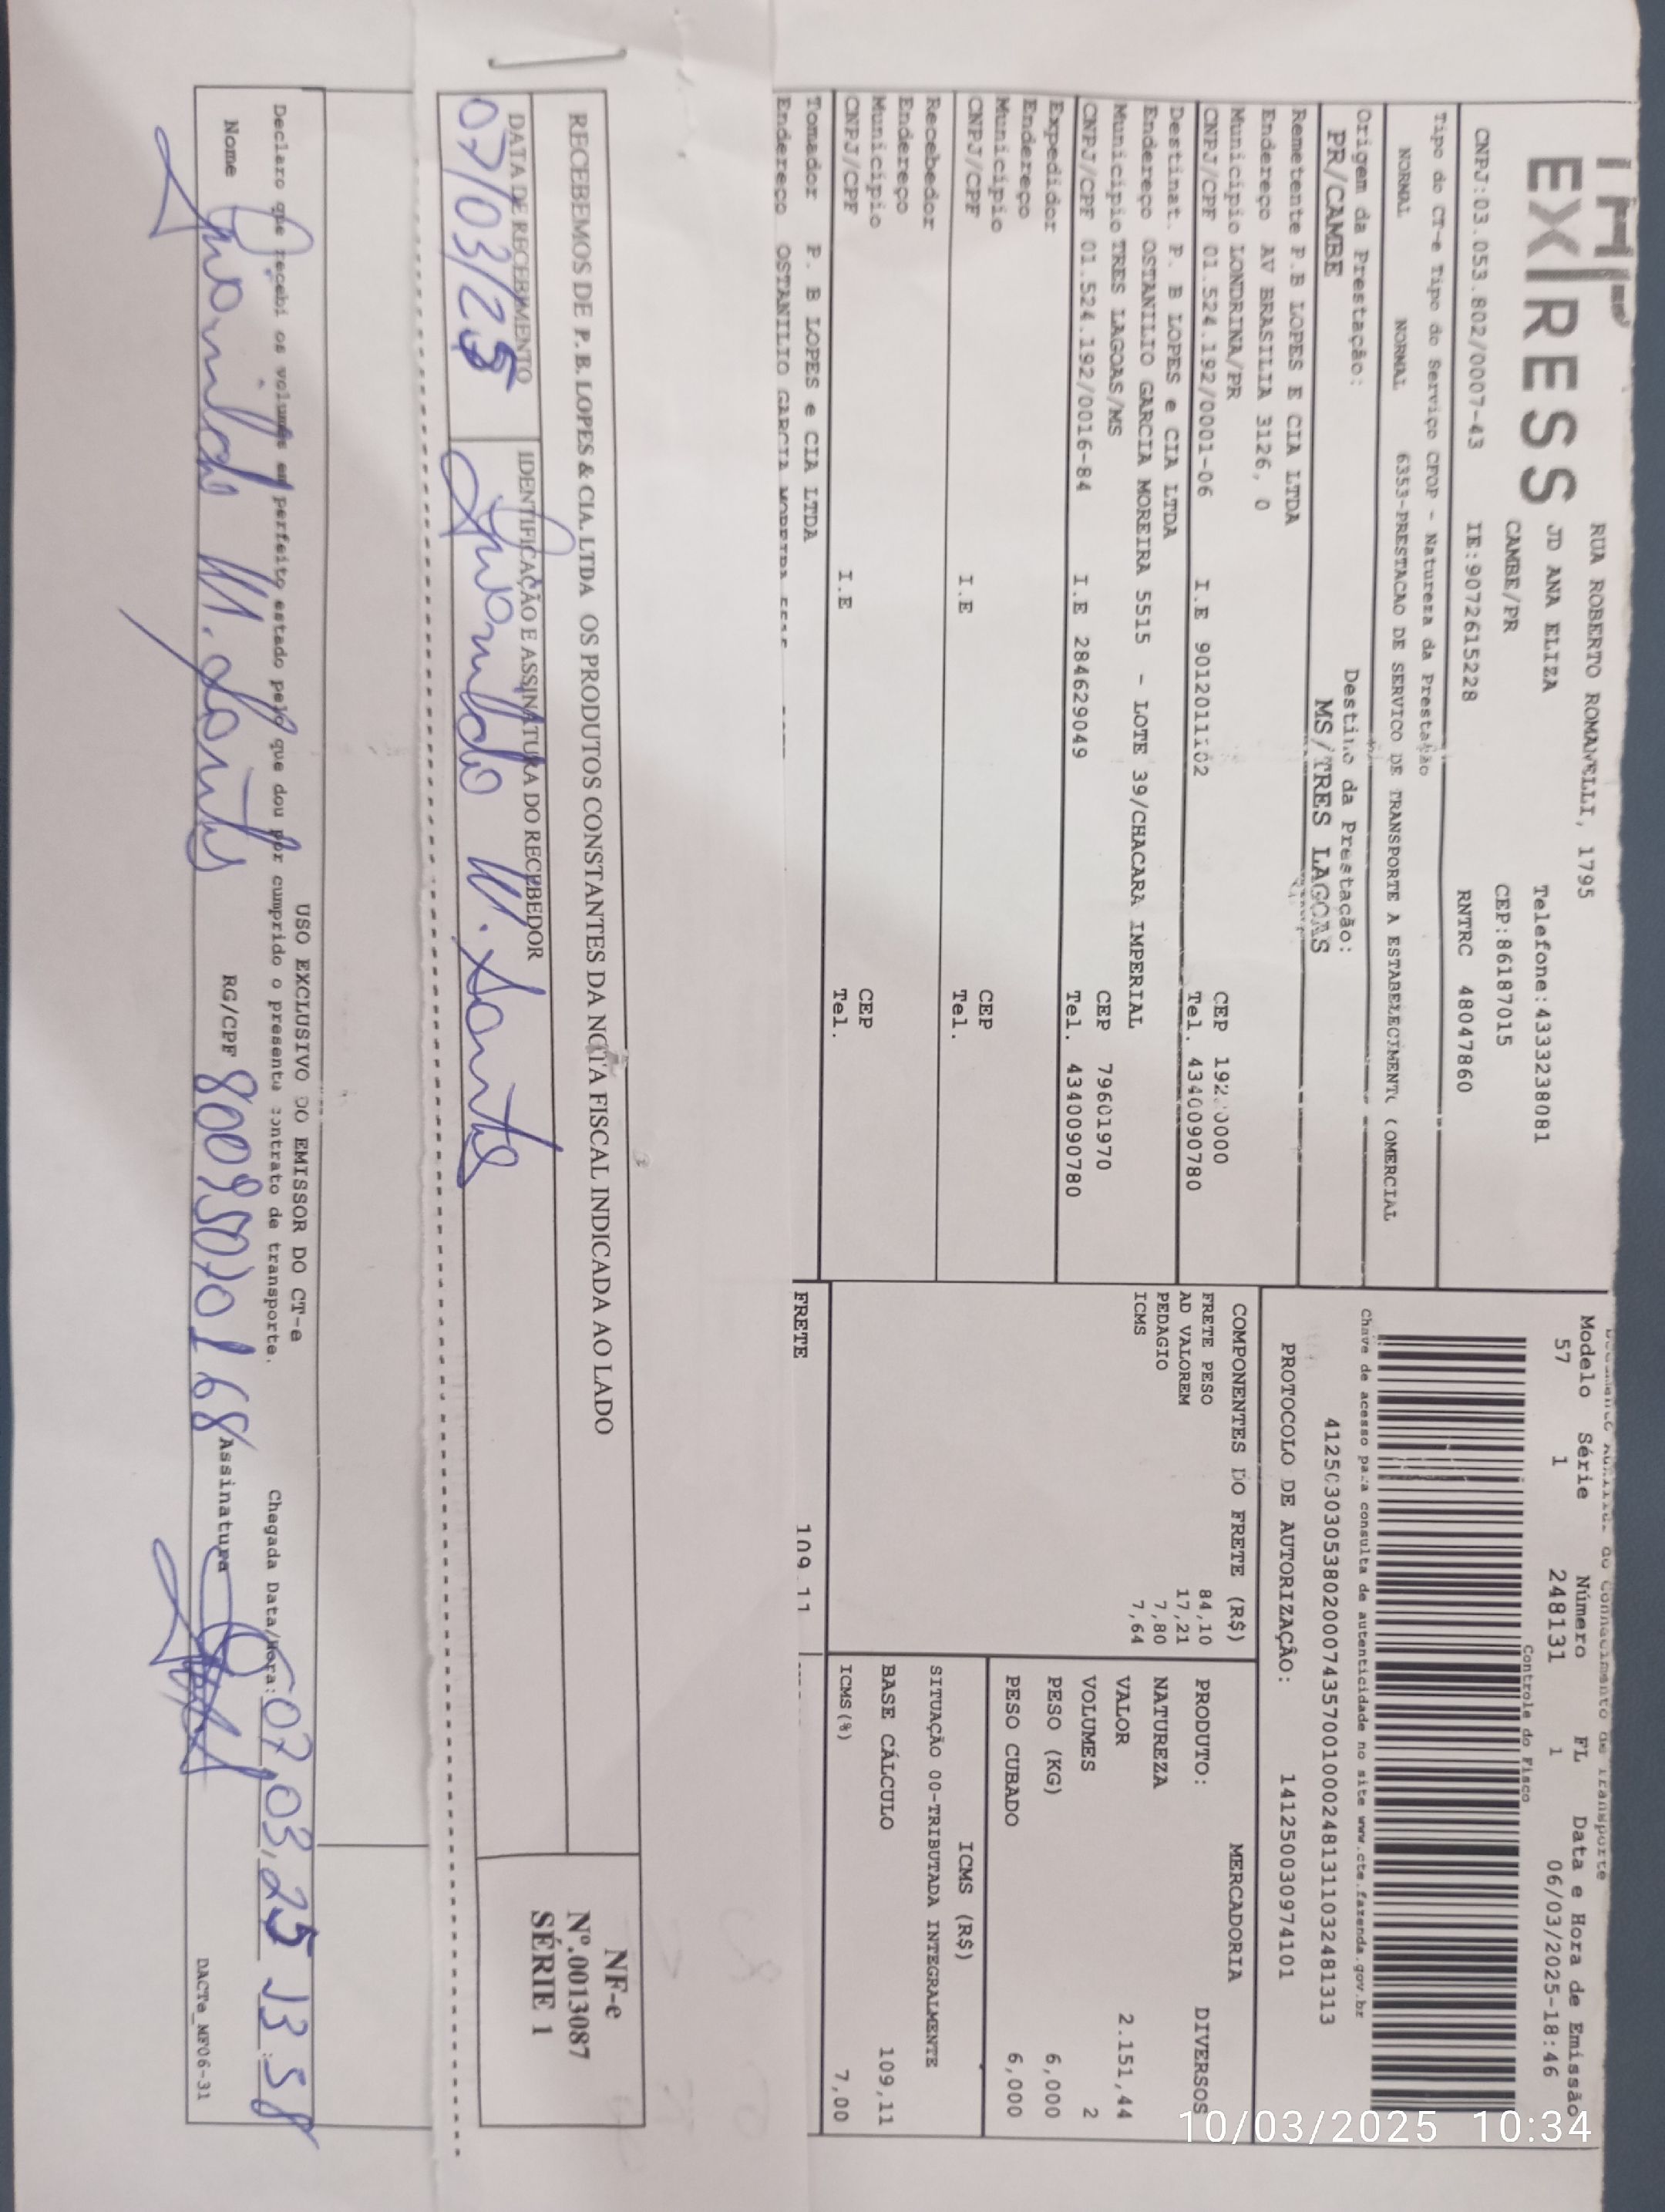 EXPRESS
RUA ROBERTO ROMANELLI, 1795
JD ANA ELIZA
Telefone:4333238081
CAMBE/PR
CEP:86187015
CNPJ:03.053.802/0007-43
IE:9072615228
RNTRC 48047860
Tipo do CT-e Tipo do Serviço CFOP - Natureza da Prestação
NORMAL NORMAL 6353-PRESTACAO DE SERVICO DE TRANSPORTE A ESTABELECIMENTO COMERCIAL
Origem da Prestação: Destino da Prestação:
PR/CAMBE MS/TRES LAGOAS
Remetente P.B LOPES E CIA LTDA
Endereço AV BRASILIA 3126, 0
Municipio LONDRINA/PR CEP
CNPJ/CPF 01.524.192/0001-06 I.E Tel. 4340090780
Destinat. P. B LOPES e CIA LTDA
Endereço OSTANILIO GARCIA MOREIRA 5515 - LOTE 39/CHACARA IMPERIAL
Municipio TRES LAGOAS/MS CEP 79601970
CNPJ/CPF 01.524.192/0016-84 I.E 284629049 Tel. 4340090780
Expedidor
Endereço
Municipio CEP
CNPJ/CPF I.E Tel.
Recebedor
Endereço
Municipio CEP
CNPJ/CPF I.E Tel.
Tomador P. B LOPES e CIA LTDA
Endereço OSTANILIO GARCIA MOREIRA 5515
Modelo Série Número FL Data e Hora de Emissão
57 1 248131 1 06/03/2025-18:46
Controle do Fisco
Chave de acesso para consulta de autenticidade no site www.cte.fazenda.gov.br
41250303053802000743570010002481311032481313
PROTOCOLO DE AUTORIZAÇÃO: 141250030974101
COMPONENTES DO FRETE (R$)
FRETE PESO 84,10
AD VALOREM 17,21
PEDAGIO 7,80
ICMS 7,64
MERCADORIA
PRODUTO: DIVERSOS
NATUREZA
VALOR 2.151,44
VOLUMES 2
PESO (KG) 6,000
PESO CUBADO 6,000
ICMS (R$)
SITUAÇÃO 00-TRIBUTADA INTEGRALMENTE
BASE CÁLCULO 109,11
ICMS(%) 7,00
FRETE 109,11
RECEBEMOS DE P. B. LOPES & CIA. LTDA OS PRODUTOS CONSTANTES DA NOTA FISCAL INDICADA AO LADO
DATA DE RECEBIMENTO
IDENTIFICAÇÃO E ASSINATURA DO RECEBEDOR
07/03/25
NF-e
Nº.0013087
SÉRIE 1
USO EXCLUSIVO DO EMISSOR DO CT-e
Declaro que recebi os volumes em perfeito estado pelo que dou por cumprido o presente contrato de transporte.
Chegada Data/Hora: 07/03/25 13:58
Nome
RG/CPF
Assinatura
DACTe_MF06-31
10/03/2025 10:34